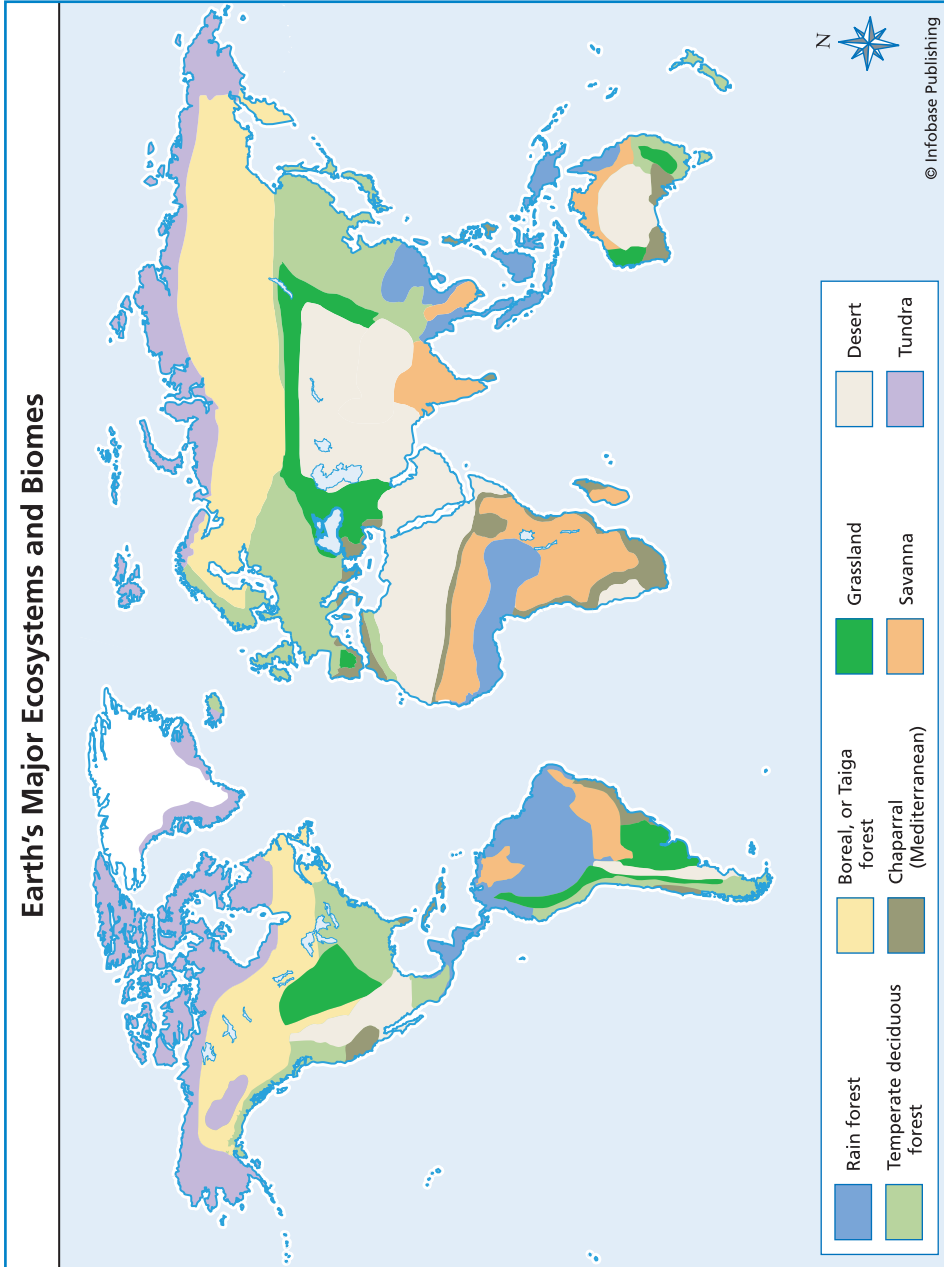 Earth's Major Ecosystems and Biomes
N
Rain forest
Boreal, or Taiga
forest
Grassland
Desert
Temperate deciduous
forest
Chaparral
(Mediterranean)
Savanna
Tundra
© Infobase Publishing